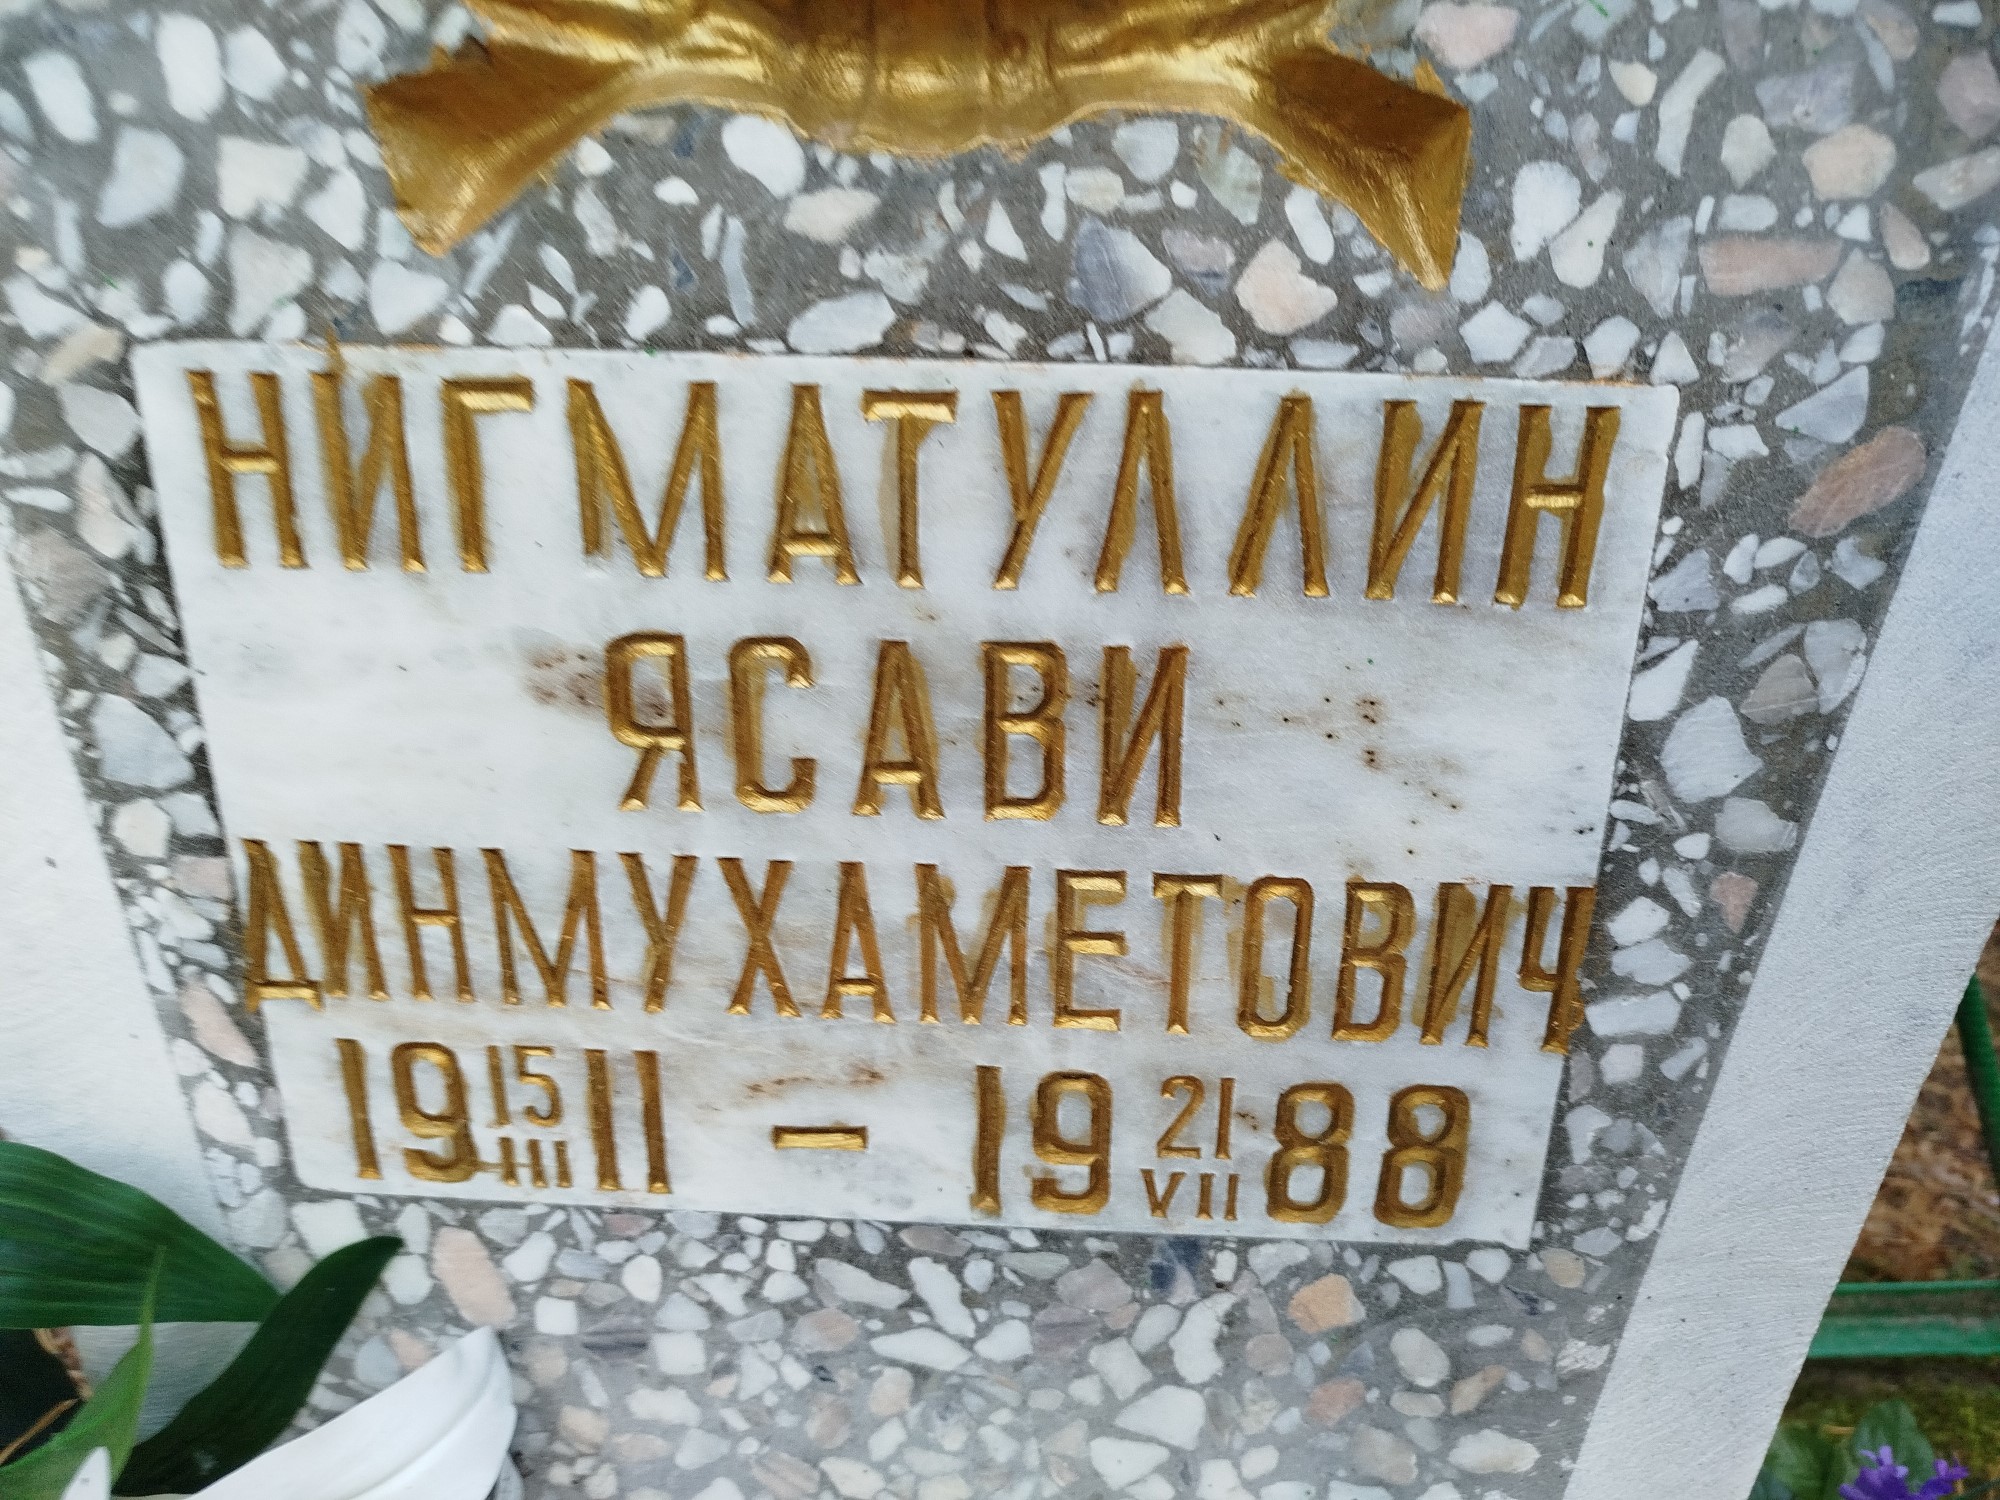 НИГМАТУЛЛИН
ЯСАВИ
ДИНМУХАМЕТОВИЧ
19 15 III 11 – 19 21 VII 88